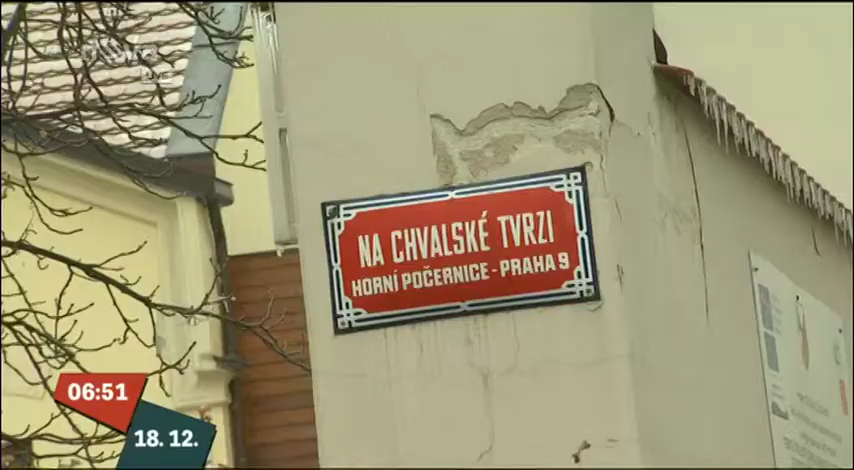 NA CHVALSKÉ TVRZI
HORNÍ POČERNICE - PRAHA 9
06:51
18. 12.